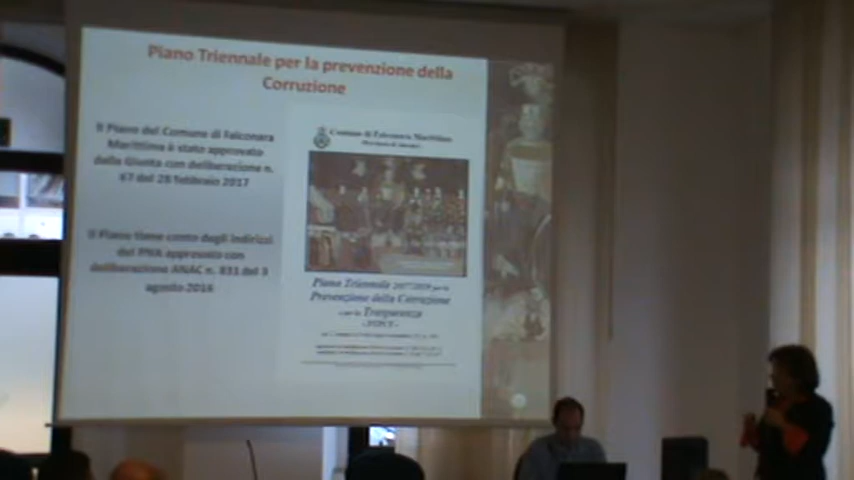 Piano Triennale per la prevenzione della
Corruzione
Il Piano del Comune di Falconara
Marittima è stato approvato
dalla Giunta con deliberazione n.
67 del 28 febbraio 2017
Il Piano tiene conto degli indirizzi
del PNA approvato con
deliberazione ANAC n. 831 del 3
agosto 2016
Comune di Falconara Marittima
Piano Triennale 2017/2019 per la
Prevenzione della Corruzione
e per la Trasparenza